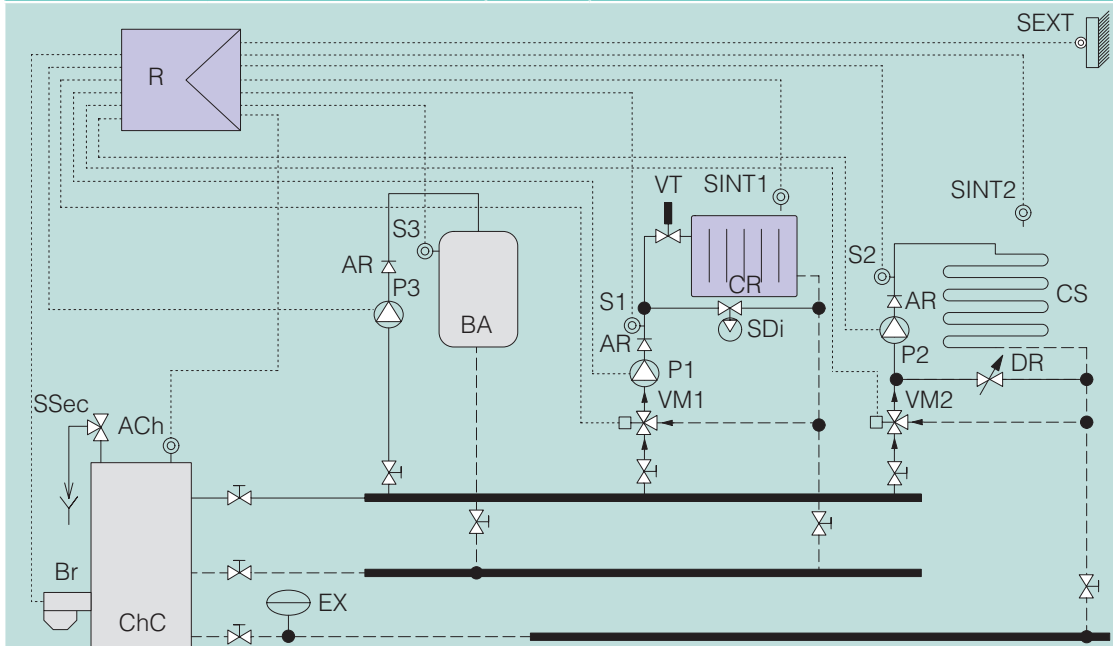 SEXT
R
VT
SINT1
SINT2
S3
S2
AR
P3
CR
CS
S1
AR
BA
SDi
AR
P2
DR
P1
VM1
VM2
SSec
ACh
Br
EX
ChC